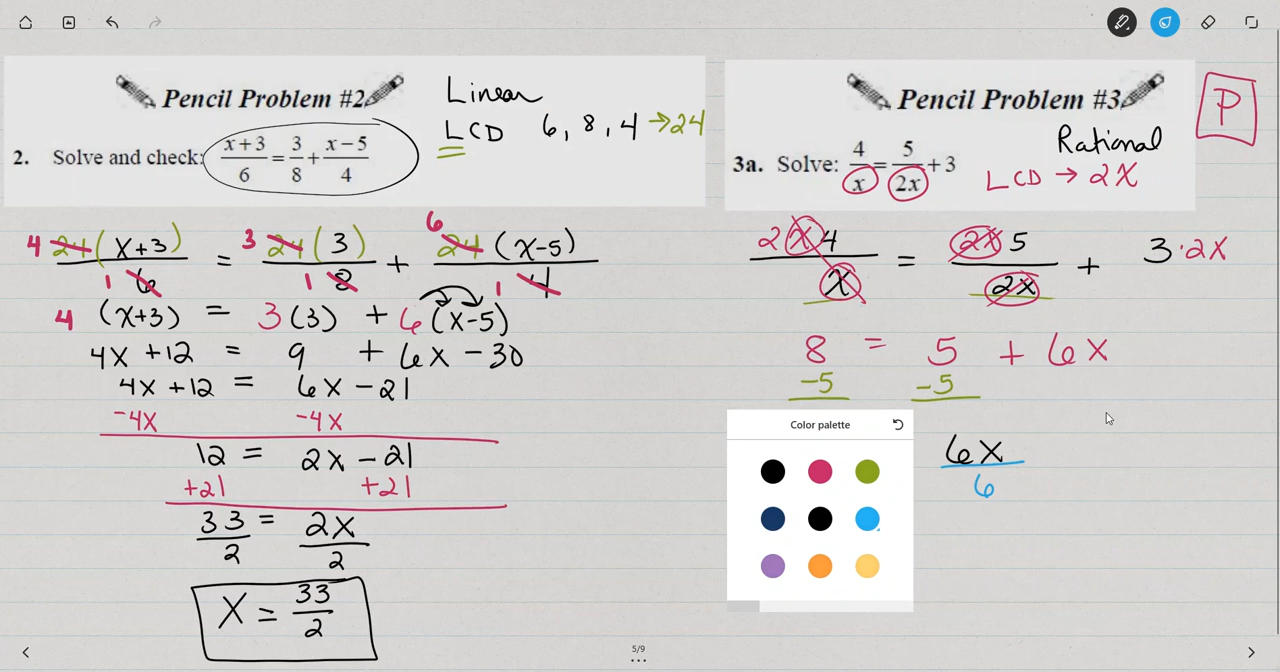 Pencil Problem #2
Linear
LCD 6, 8, 4 → 24
2. Solve and check: (x+3)/6 = 3/8 + (x−5)/4
4 24(x+3)/6 1 = 3 24(3)/8 1 + 6 24(x−5)/4 1
4 (x+3) = 3(3) + 6(x−5)
4x +12 = 9 + 6x − 30
4x +12 = 6x −21
−4x −4x
12 = 2x − 21
+21 +21
33/2 = 2x/2
x = 33/2
Pencil Problem #3
P
Rational
3a. Solve: 4/x = 5/2x + 3
LCD → 2x
2x4/x = 2x5/2x + 3·2x
8 = 5 + 6x
−5 −5
Color palette
6x/6
5/9